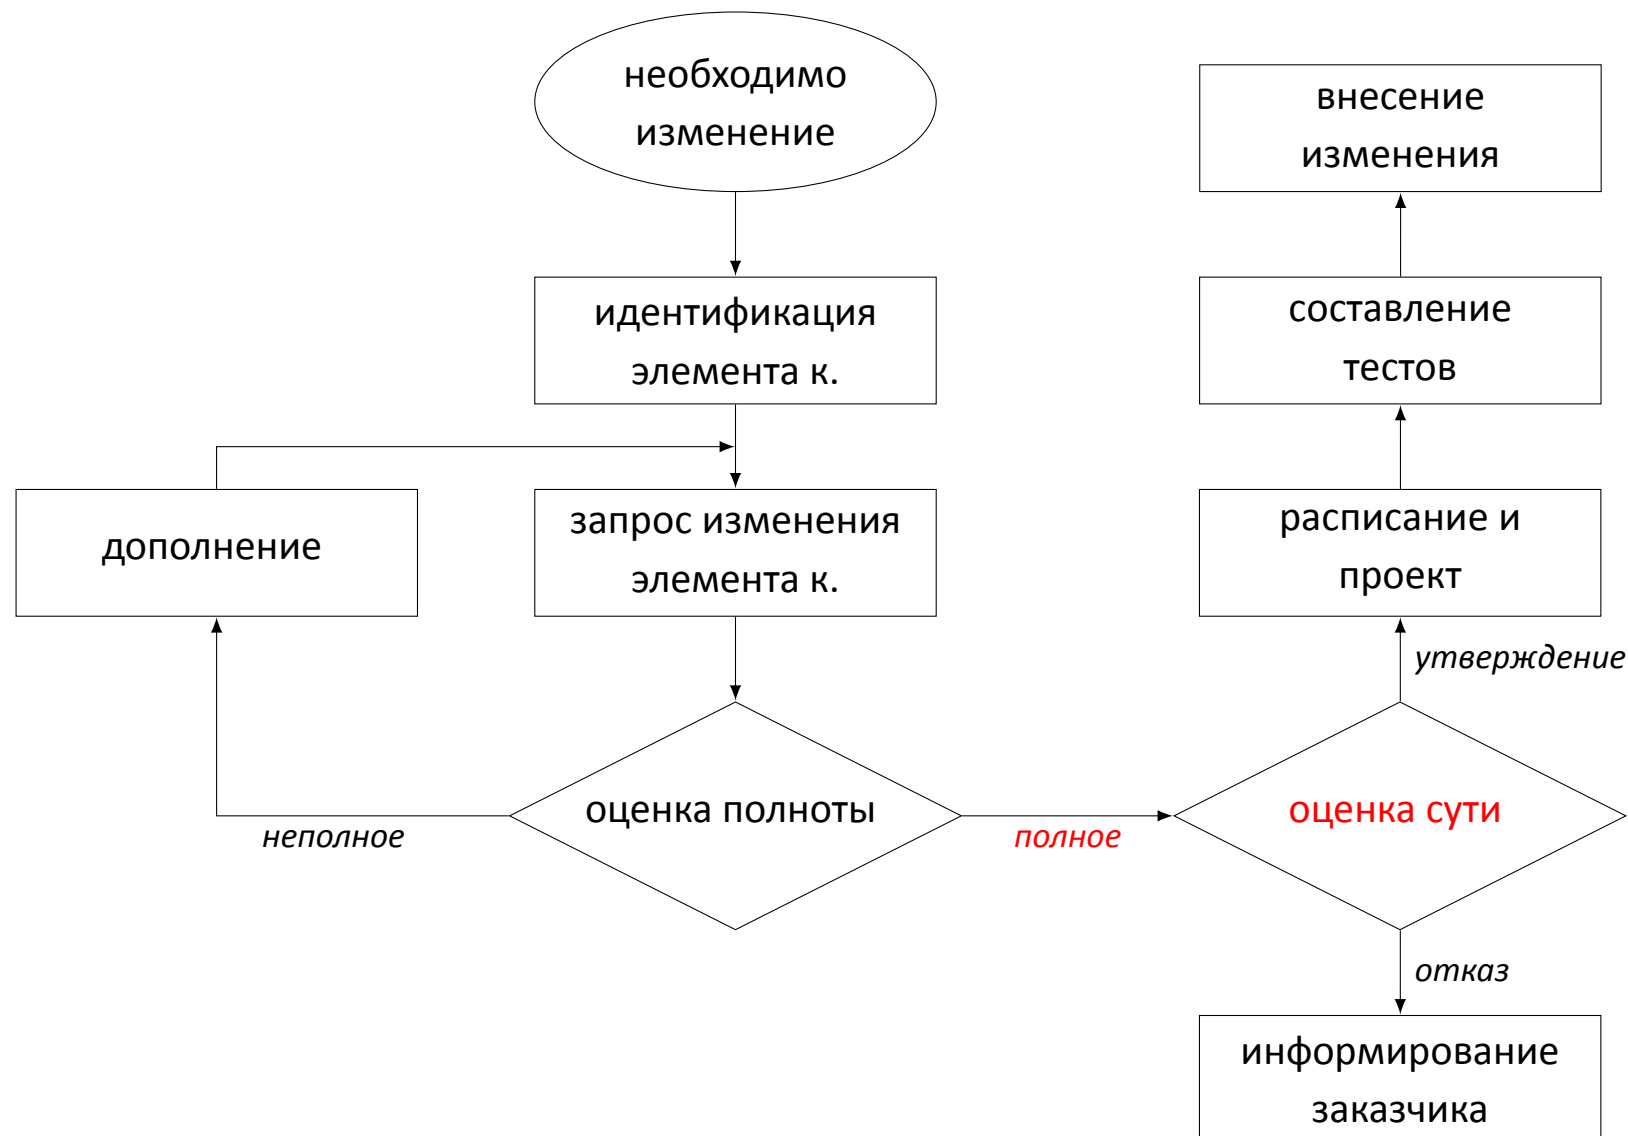 необходимо
изменение
идентификация
элемента к.
дополнение
запрос изменения
элемента к.
оценка полноты
неполное
полное
внесение
изменения
составление
тестов
расписание и
проект
утверждение
оценка сути
отказ
информирование
заказчика